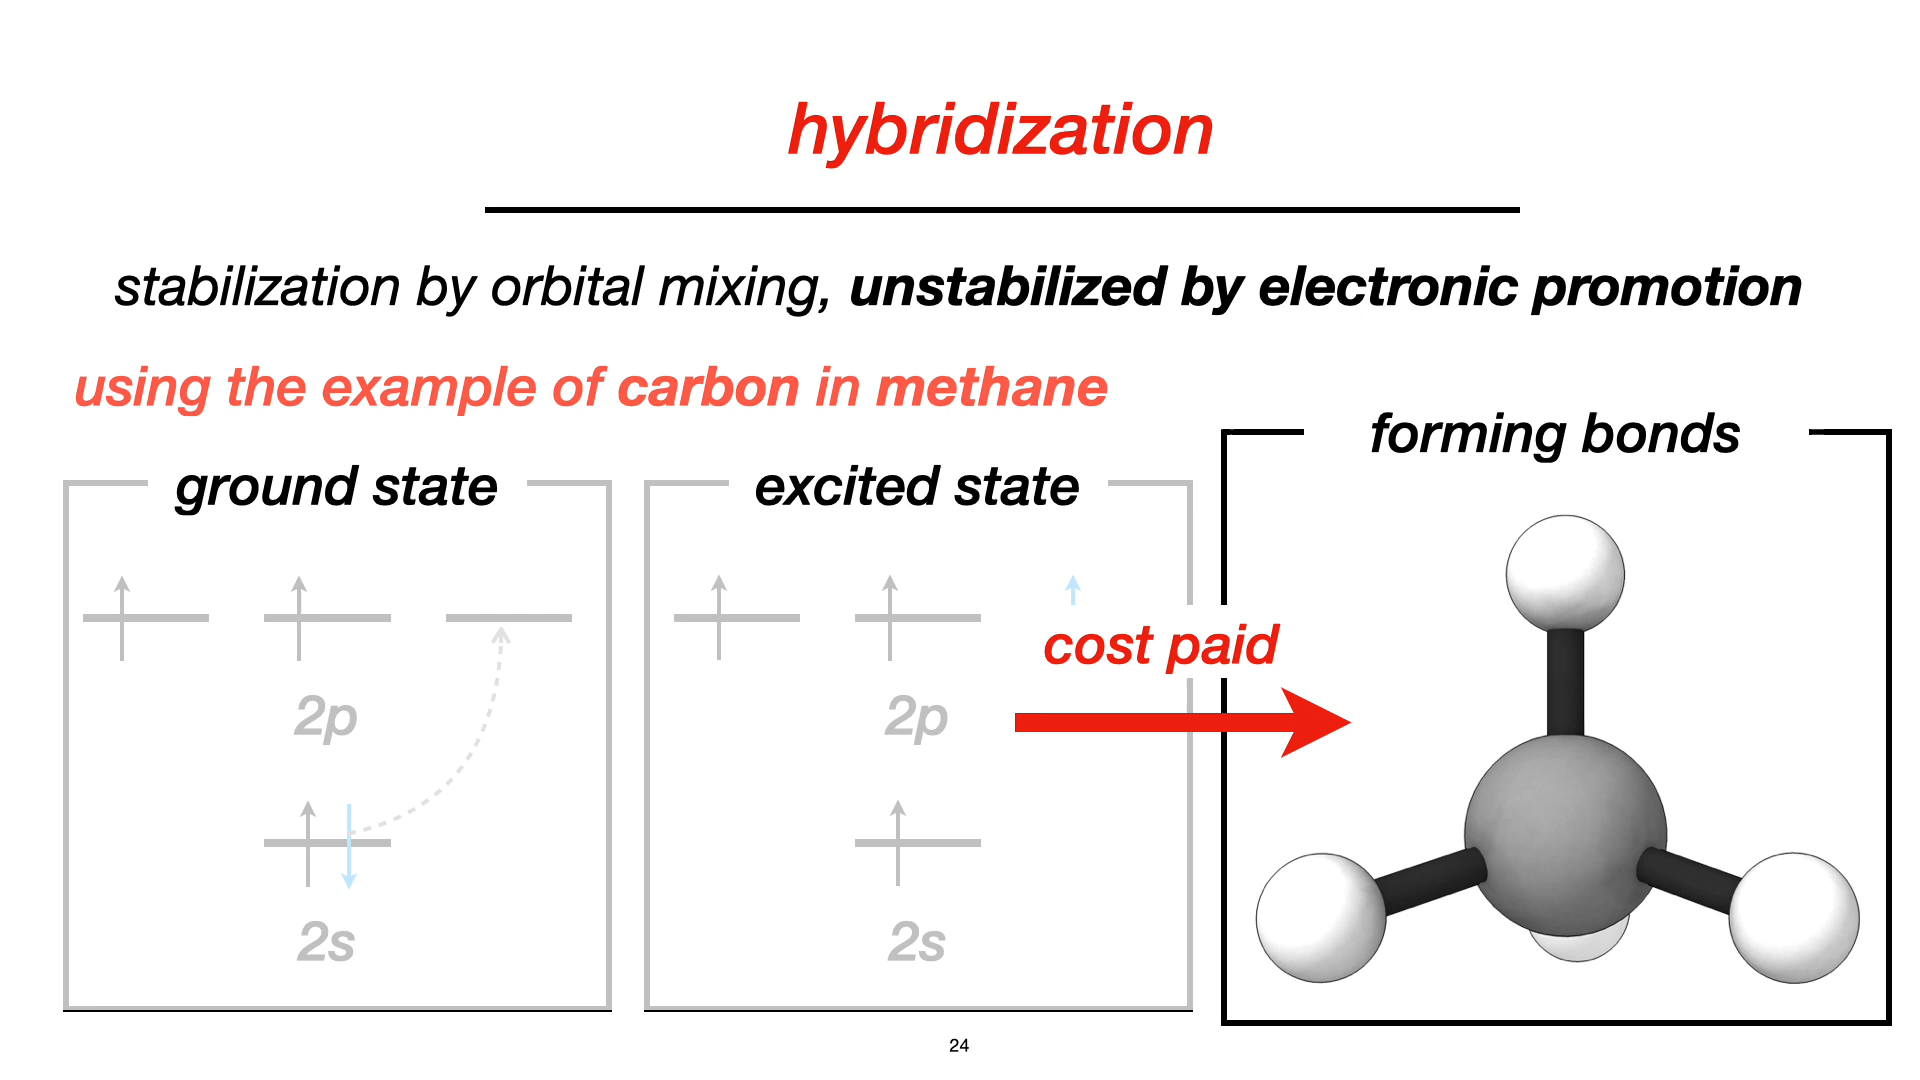 hybridization
stabilization by orbital mixing, unstabilized by electronic promotion
using the example of carbon in methane
ground state
2p
2s
excited state
2p
2s
cost paid
forming bonds
24